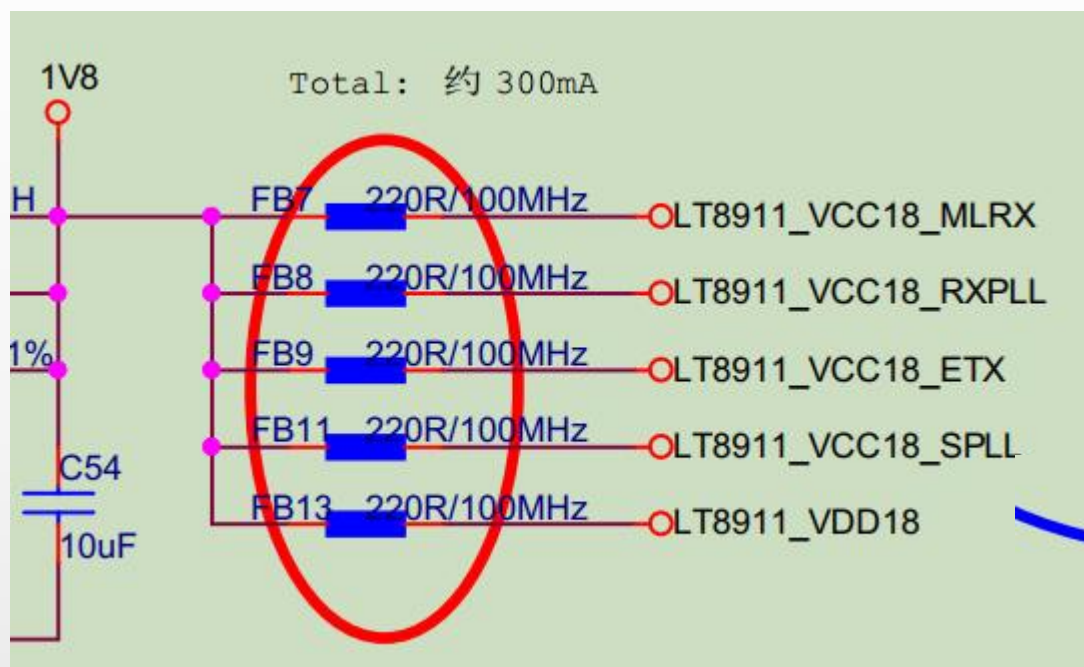 1V8
Total: 约 300mA
H
FB7 220R/100MHz LT8911_VCC18_MLRX
FB8 220R/100MHz LT8911_VCC18_RXPLL
1%
FB9 220R/100MHz LT8911_VCC18_ETX
FB11 220R/100MHz LT8911_VCC18_SPLL
C54
FB13 220R/100MHz LT8911_VDD18
10uF